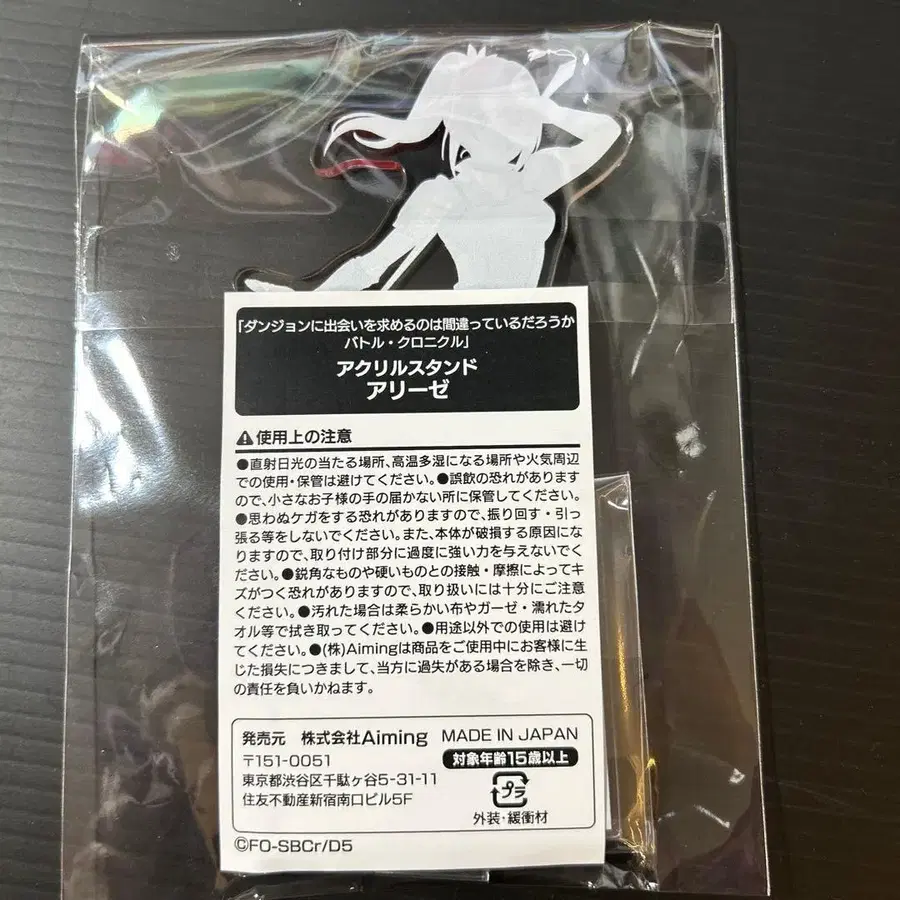 「ダンジョンに出会いを求めるのは間違っているだろうか
バトル・クロニクル」
アクリルスタンド
アリーゼ
⚠使用上の注意
●直射日光の当たる場所、高温多湿になる場所や火気周辺
での使用・保管は避けてください。●誤飲の恐れがあります
ので、小さなお子様の手の届かない所に保管してください。
●思わぬケガをする恐れがありますので、振り回す・引っ
張る等をしないでください。また、本体が破損する原因にな
りますので、取り付け部分に過度に強い力を与えないでく
ださい。●鋭角なものや硬いものとの接触・摩擦によってキ
ズがつく恐れがありますので、取り扱いには十分にご注意
ください。●汚れた場合は柔らかい布やガーゼ・濡れたタ
オル等で拭き取ってください。●用途以外での使用は避け
てください。●(株)Aimingは商品をご使用中にお客様に生
じた損失につきまして、当方に過失がある場合を除き、一切
の責任を負いかねます。
発売元 株式会社Aiming MADE IN JAPAN
〒151-0051 対象年齢15歳以上
東京都渋谷区千駄ヶ谷5-31-11
住友不動産新宿南口ビル5F
プラ
外装・緩衝材
©FO-SBCr/D5